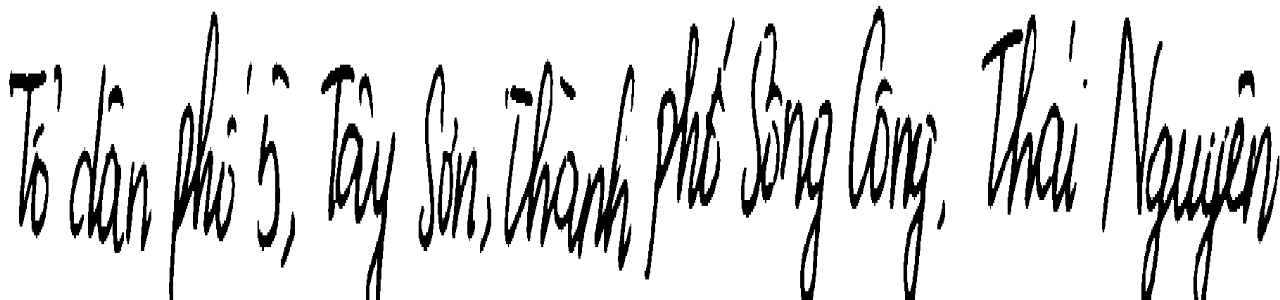 Tổ dân phố 5, Tây Sơn, Thành phố Sông Công, Thái Nguyên